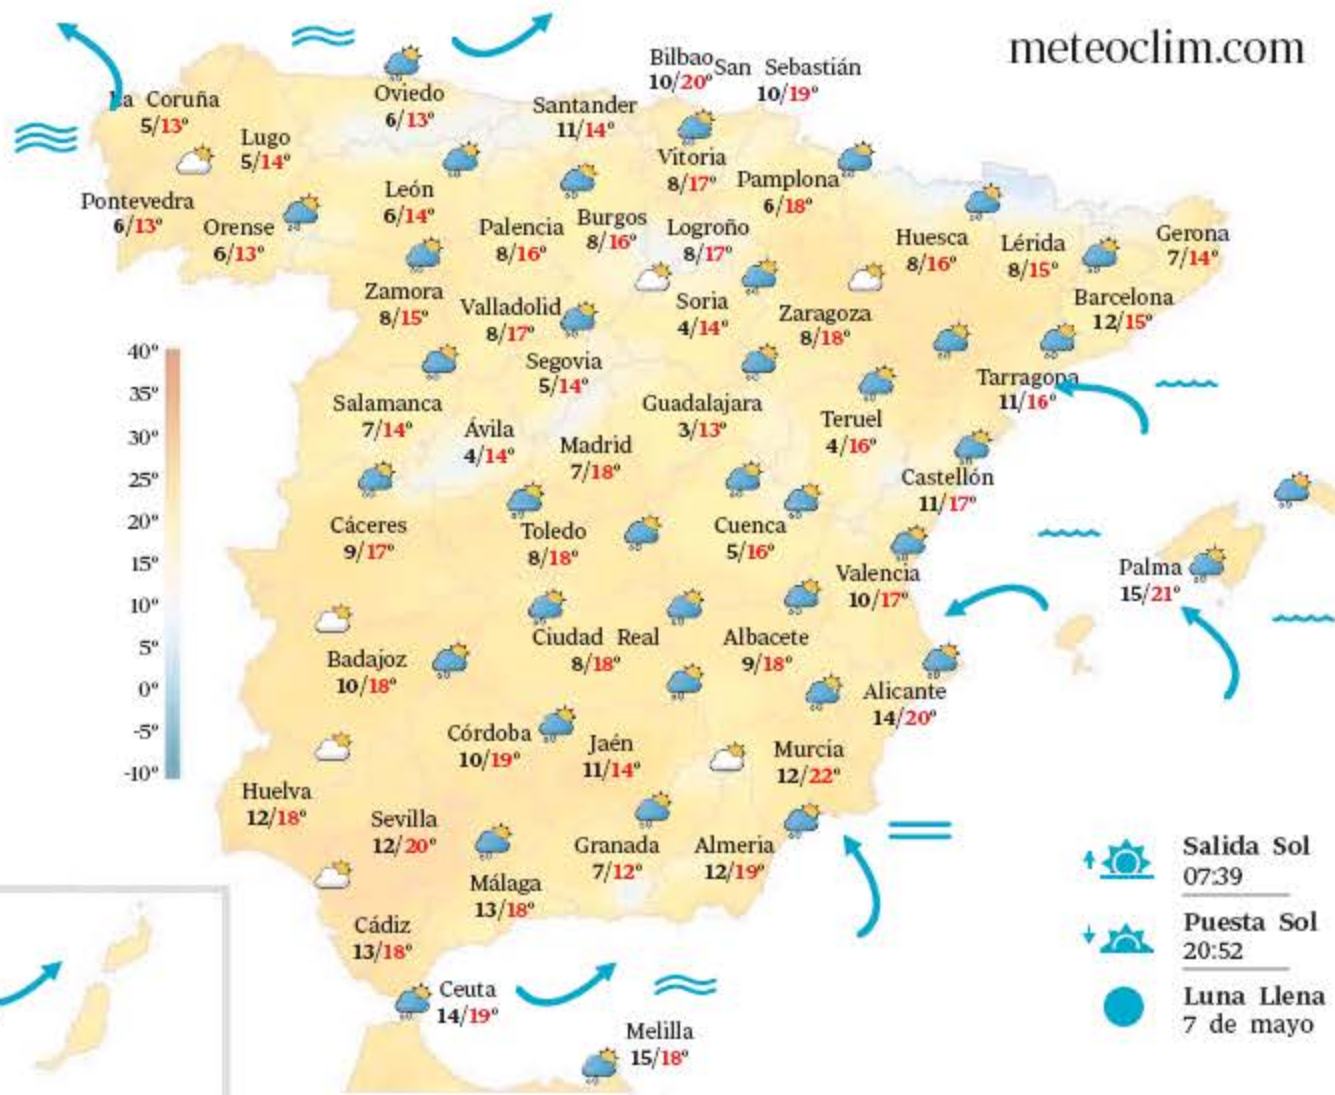 meteoclim.com
Bilbao
10/20º
San Sebastián
10/19º
La Coruña
5/13º
Oviedo
6/13º
Santander
11/14º
Lugo
5/14º
Vitoria
8/17º
Pamplona
6/18º
Pontevedra
6/13º
Orense
6/13º
León
6/14º
Palencia
8/16º
Burgos
8/16º
Logroño
8/17º
Huesca
8/16º
Lérida
8/15º
Gerona
7/14º
Zamora
8/15º
Valladolid
8/17º
Soria
4/14º
Zaragoza
8/18º
Barcelona
12/15º
Segovia
5/14º
Tarragona
11/16º
Salamanca
7/14º
Ávila
4/14º
Madrid
7/18º
Guadalajara
3/13º
Teruel
4/16º
Castellón
11/17º
Cáceres
9/17º
Toledo
8/18º
Cuenca
5/16º
Valencia
10/17º
Palma
15/21º
Ciudad Real
8/18º
Albacete
9/18º
Badajoz
10/18º
Alicante
14/20º
Córdoba
10/19º
Jaén
11/14º
Murcia
12/22º
Huelva
12/18º
Sevilla
12/20º
Granada
7/12º
Almeria
12/19º
Málaga
13/18º
Cádiz
13/18º
Ceuta
14/19º
Melilla
15/18º
40º
35º
30º
25º
20º
15º
10º
5º
0º
-5º
-10º
Salida Sol
07:39
Puesta Sol
20:52
Luna Llena
7 de mayo